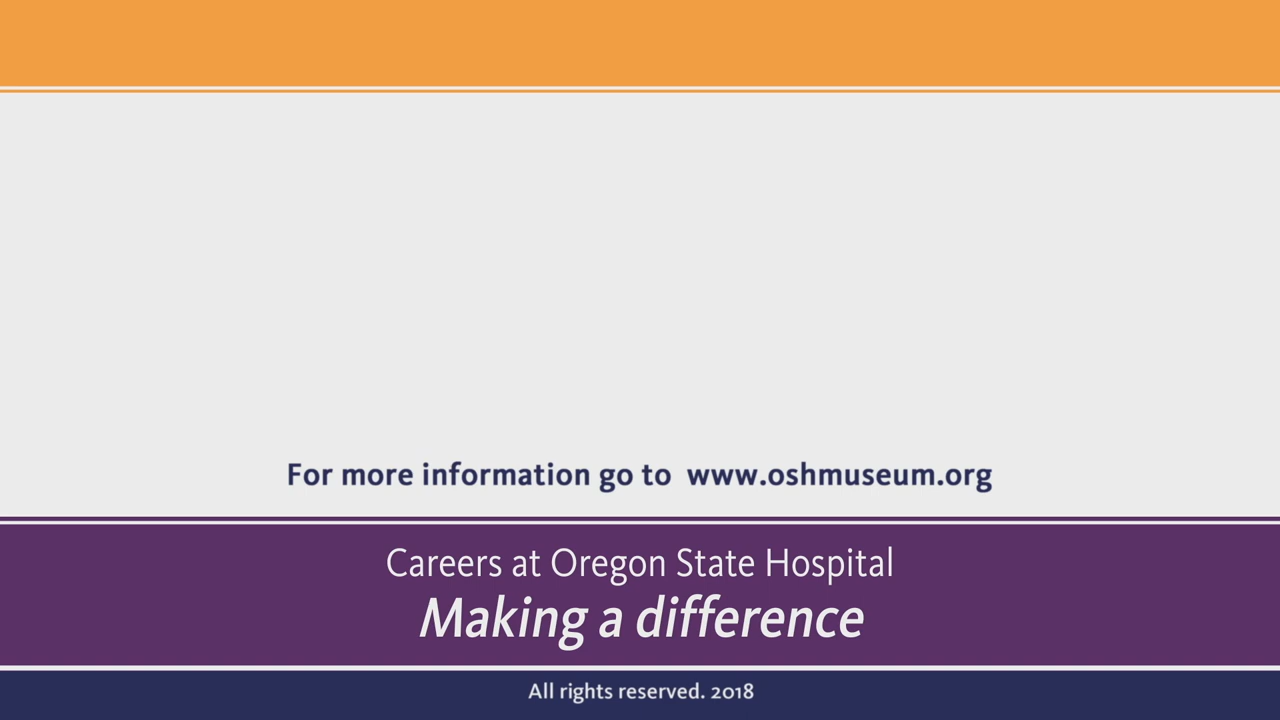 For more information go to www.oshmuseum.org
Careers at Oregon State Hospital
Making a difference
All rights reserved. 2018